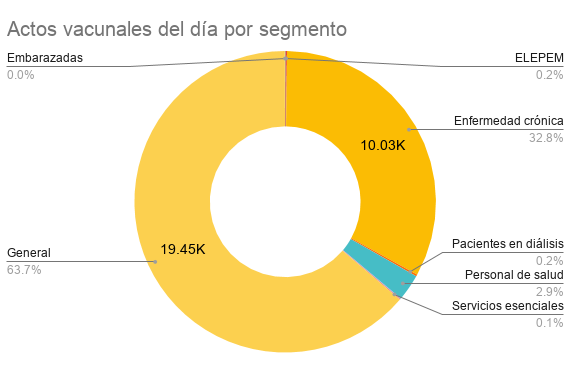 Actos vacunales del día por segmento
Embarazadas
0.0%
ELEPEM
0.2%
Enfermedad crónica
32.8%
10.03K
19.45K
General
63.7%
Pacientes en diálisis
0.2%
Personal de salud
2.9%
Servicios esenciales
0.1%